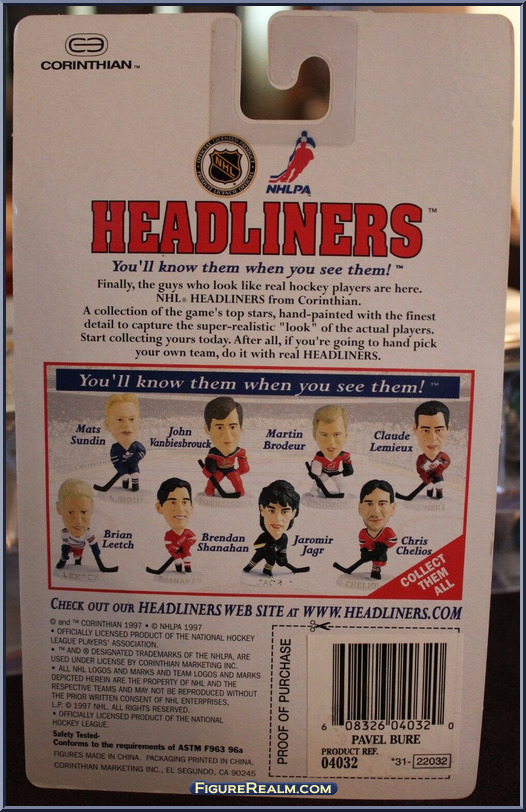 CORINTHIAN™
NHL
NHLPA
HEADLINERS™
You'll know them when you see them! ™
Finally, the guys who look like real hockey players are here.
NHL® HEADLINERS from Corinthian.
A collection of the game's top stars, hand-painted with the finest
detail to capture the super-realistic "look" of the actual players.
Start collecting yours today. After all, if you're going to hand pick
your own team, do it with real HEADLINERS.
You'll know them when you see them! ™
Mats
Sundin
John
Vanbiesbrouck
Martin
Brodeur
Claude
Lemieux
Brian
Leetch
Brendan
Shanahan
Jaromir
Jagr
Chris
Chelios
LEETCH
JAGR
CHELIOS
COLLECT
THEM
ALL
CHECK OUT OUR HEADLINERS WEB SITE AT WWW.HEADLINERS.COM
© and ™ CORINTHIAN 1997 • © NHLPA 1997
• OFFICIALLY LICENSED PRODUCT OF THE NATIONAL HOCKEY
LEAGUE PLAYERS' ASSOCIATION.
• ™ AND ® DESIGNATED TRADEMARKS OF THE NHLPA, ARE
USED UNDER LICENSE BY CORINTHIAN MARKETING INC.
• ALL NHL LOGOS AND MARKS AND TEAM LOGOS AND MARKS
DEPICTED HEREIN ARE THE PROPERTY OF NHL AND THE
RESPECTIVE TEAMS AND MAY NOT BE REPRODUCED WITHOUT
THE PRIOR WRITTEN CONSENT OF NHL ENTERPRISES,
L.P. © 1997 NHL. ALL RIGHTS RESERVED.
• OFFICIALLY LICENSED PRODUCT OF THE NATIONAL
HOCKEY LEAGUE.
Safety Tested-
Conforms to the requirements of ASTM F963 96a
FIGURES MADE IN CHINA. PACKAGING PRINTED IN CHINA.
CORINTHIAN MARKETING INC., EL SEGUNDO, CA 90245
PROOF OF PURCHASE
6 08326 04032 0
PAVEL BURE
PRODUCT REF.
04032
*31- 22032
FIGUREREALM.COM